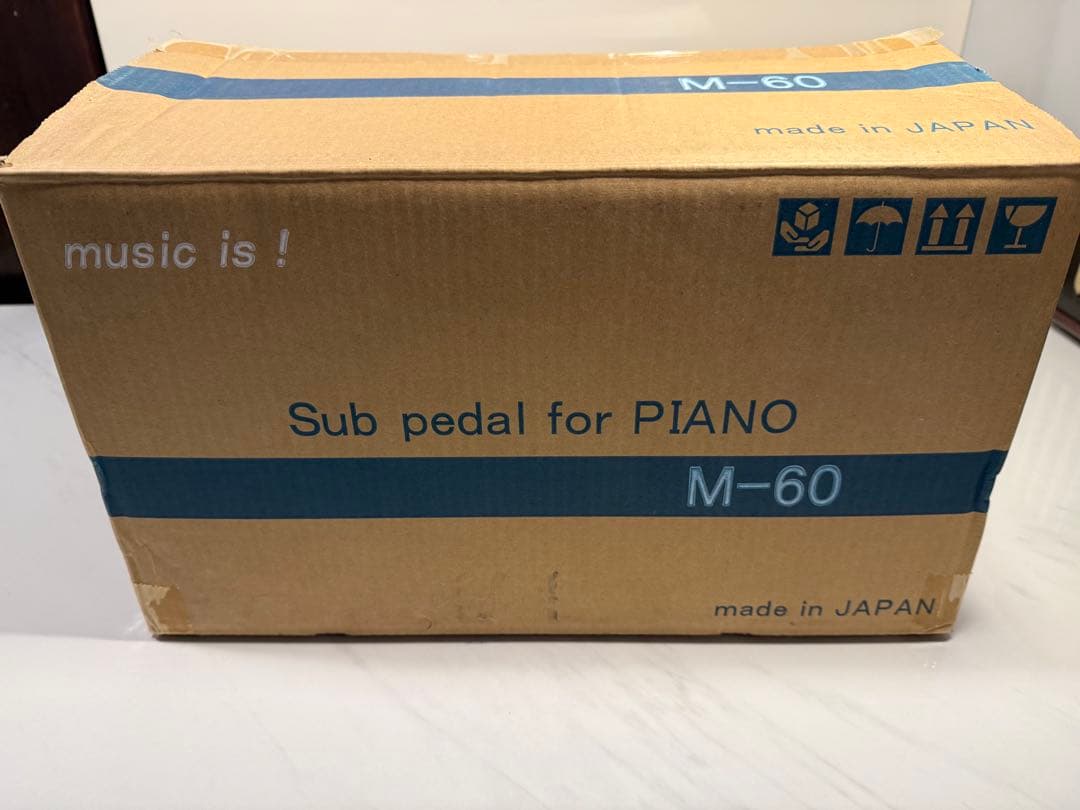 M-60
made in JAPAN
music is !
Sub pedal for PIANO
M-60
made in JAPAN